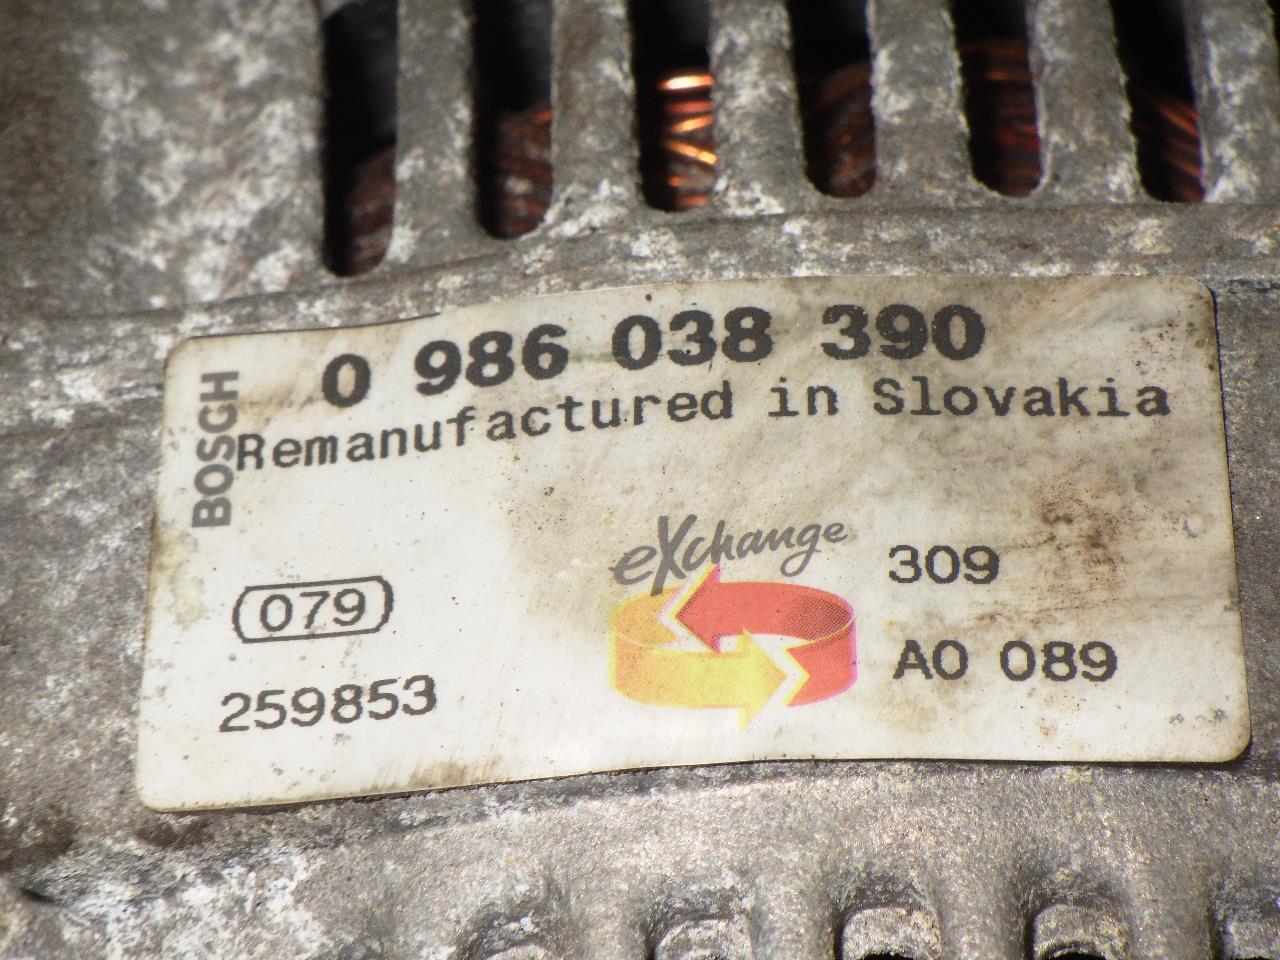 0 986 038 390
BOSCH
Remanufactured in Slovakia
eXchange
309
079
A0 089
259853